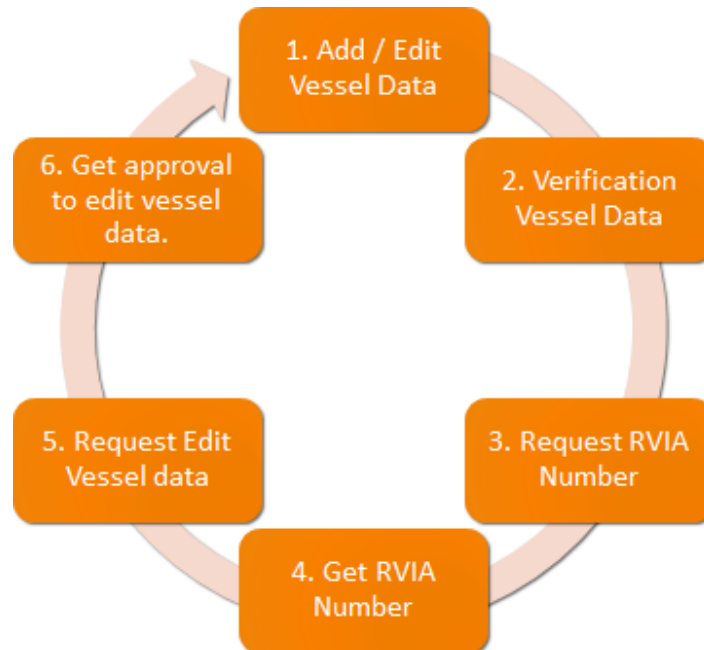 1. Add / Edit
Vessel Data
2. Verification
Vessel Data
3. Request RVIA
Number
4. Get RVIA
Number
5. Request Edit
Vessel data
6. Get approval
to edit vessel
data.